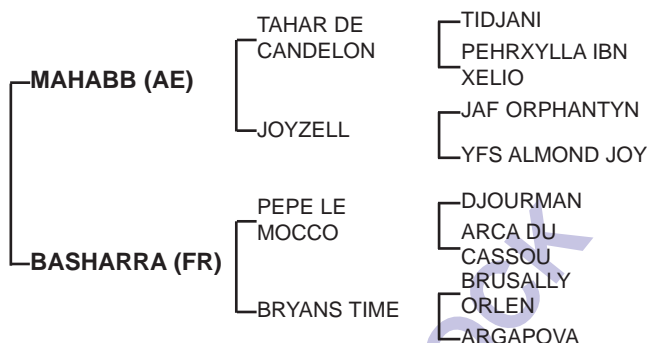 TAHAR DE
CANDELON
TIDJANI
PEHRXYLLA IBN
XELIO
MAHABB (AE)
JOYZELL
JAF ORPHANTYN
YFS ALMOND JOY
PEPE LE
MOCCO
DJOURMAN
ARCA DU
CASSOU
BASHARRA (FR)
BRYANS TIME
BRUSALLY
ORLEN
ARGAPOVA
OCK